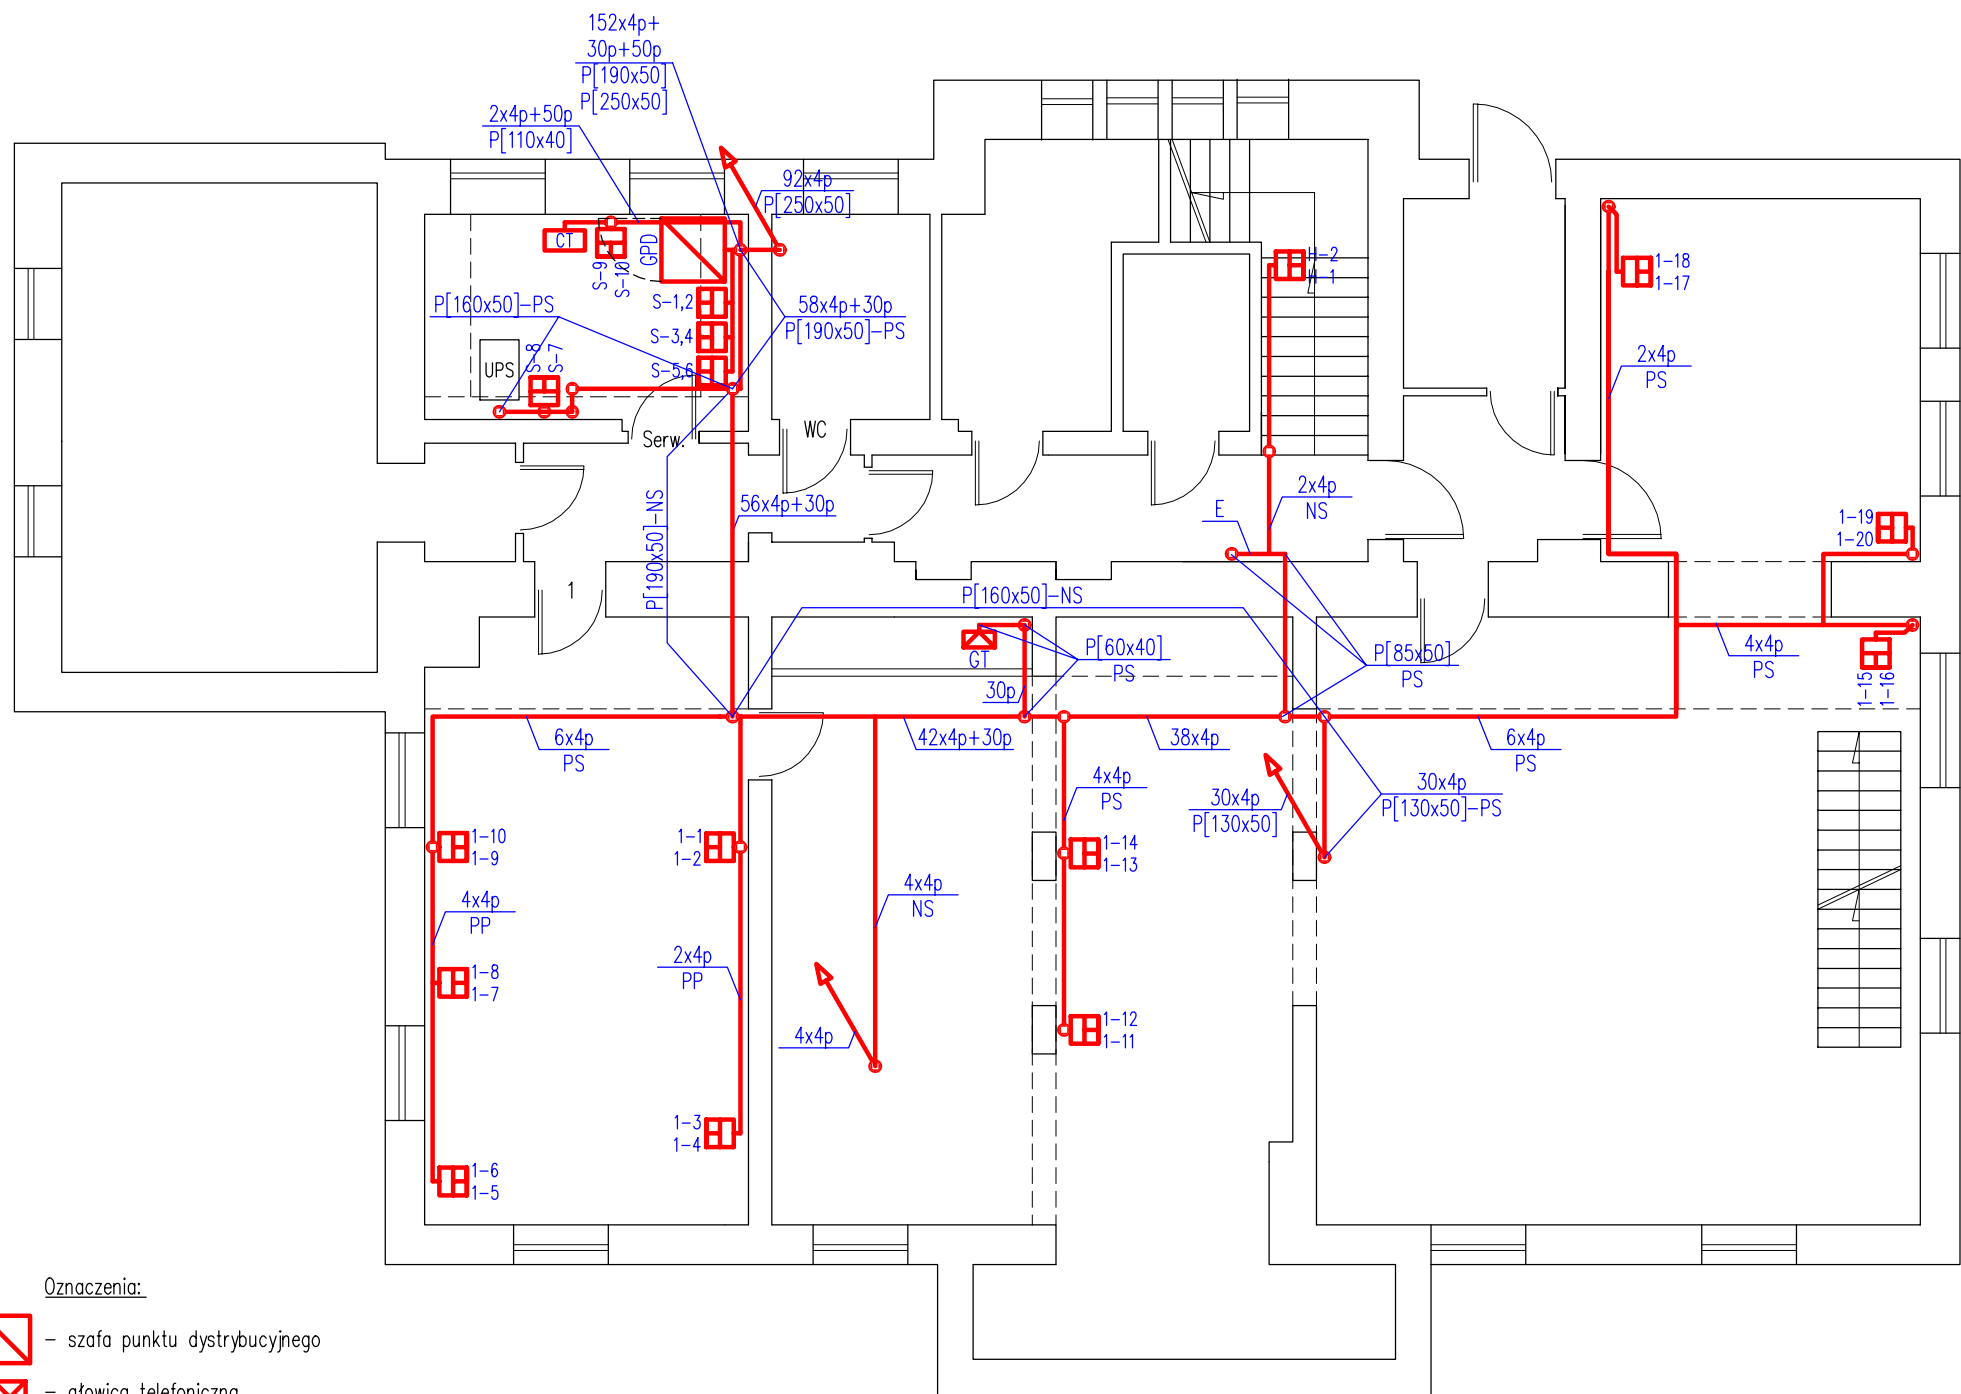 152x4p+
30p+50p
P[190x50]
P[250x50]
2x4p+50p
P[110x40]
92x4p
P[250x50]
CT
GPD
S-9
S-10
H-2
H-1
1-18
1-17
S-1,2
P[160x50]-PS
58x4p+30p
P[190x50]-PS
S-3,4
S-8
S-7
UPS
S-5,6
2x4p
PS
WC
Serw.
2x4p
NS
56x4p+30p
E
P[190x50]-NS
1-19
1-20
1
P[160x50]-NS
GT
P[60x40]
PS
P[85x50]
PS
4x4p
PS
30p
1-15
1-16
6x4p
PS
42x4p+30p
38x4p
6x4p
PS
4x4p
PS
30x4p
P[130x50]
30x4p
P[130x50]-PS
1-10
1-9
1-1
1-2
1-14
1-13
4x4p
PP
4x4p
NS
2x4p
PP
1-8
1-7
4x4p
1-12
1-11
1-3
1-4
1-6
1-5
Oznaczenia:
- szafa punktu dystrybucyjnego
- głowica telefoniczna